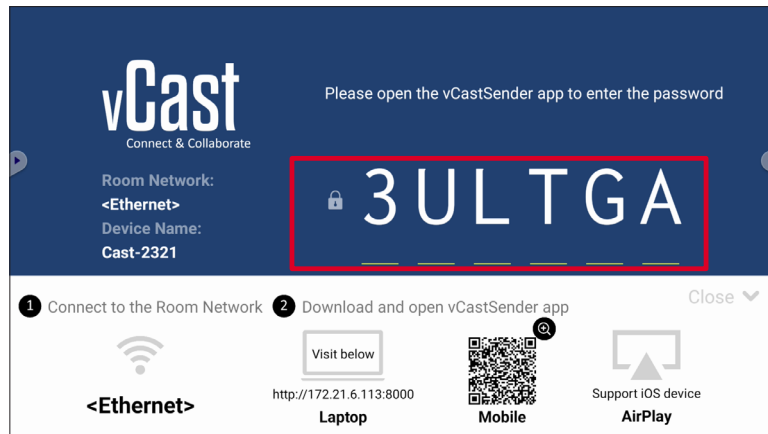 vCast
Connect & Collaborate
Please open the vCastSender app to enter the password
Room Network:
<Ethernet>
Device Name:
Cast-2321
3ULTGA
Close
1 Connect to the Room Network
2 Download and open vCastSender app
<Ethernet>
Visit below
http://172.21.6.113:8000
Laptop
Mobile
Support iOS device
AirPlay